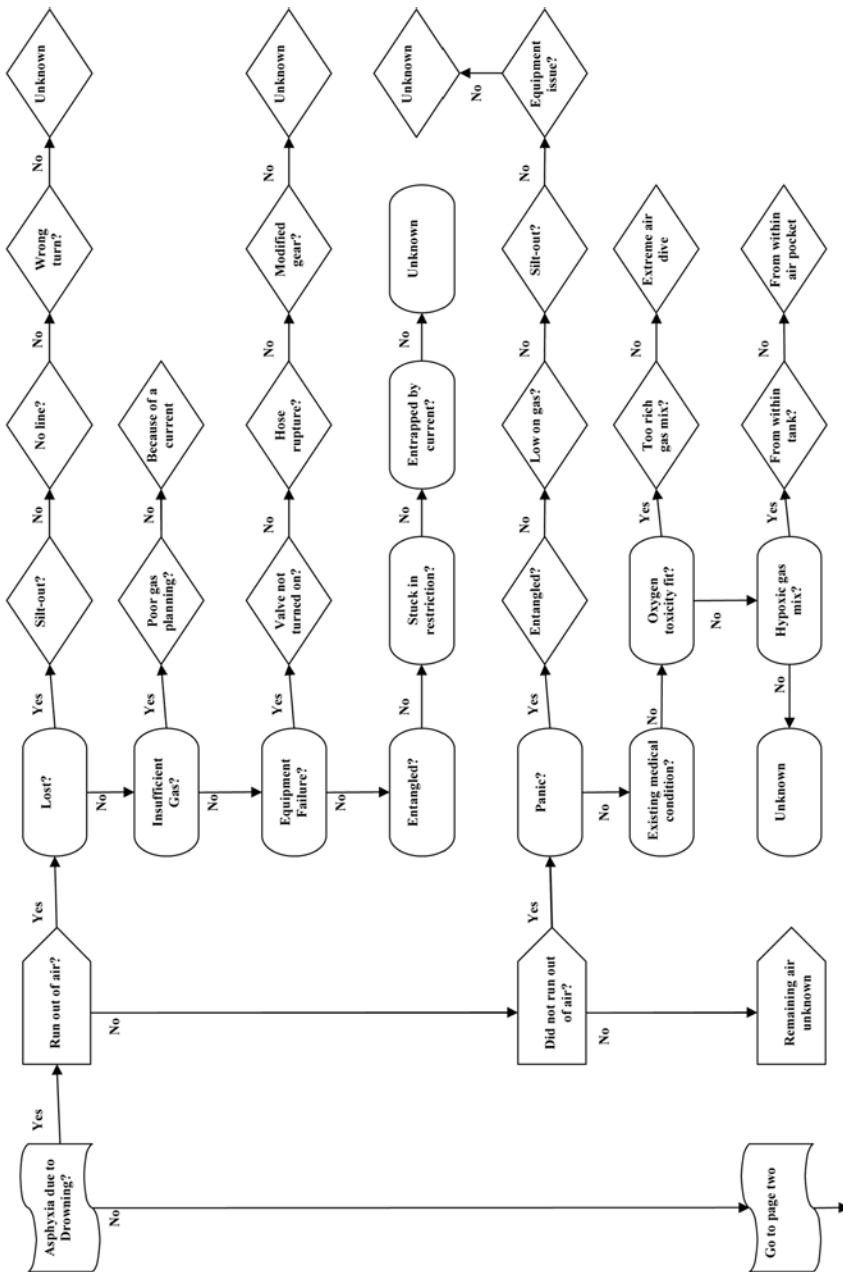 Asphyxia due to
Drowning?
Yes
Run out of air?
Yes
Lost?
Yes
Silt-out?
No
No line?
No
Wrong
turn?
No
Unknown
No
No
No
Insufficient
Gas?
Yes
Poor gas
planning?
No
Because of a
current
No
Equipment
Failure?
Yes
Valve not
turned on?
No
Hose
rupture?
No
Modified
gear?
No
Unknown
No
Entangled?
No
Stuck in
restriction?
No
Entrapped by
current?
No
Unknown
Unknown
No
Did not run out
of air?
Yes
Panic?
Yes
Entangled?
No
Low on gas?
No
Silt-out?
No
Equipment
issue?
No
No
Existing medical
condition?
No
Oxygen
toxicity fit?
Yes
Too rich
gas mix?
No
Extreme air
dive
No
Go to page two
Remaining air
unknown
Unknown
No
Hypoxic gas
mix?
Yes
From within
tank?
No
From within
air pocket